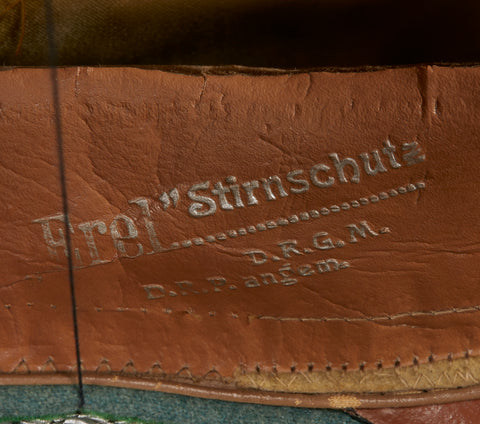 Erel" Stirnschutz
D.R.G.M.
D.R.P. angem.